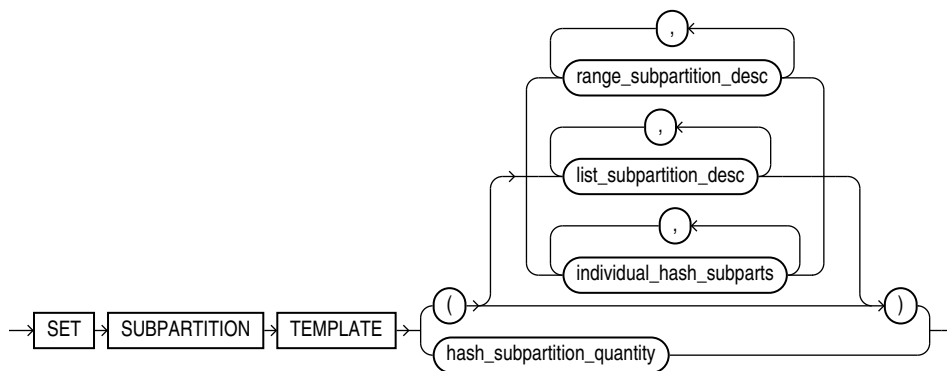 ,
range_subpartition_desc
,
list_subpartition_desc
,
individual_hash_subparts
( )
SET SUBPARTITION TEMPLATE
hash_subpartition_quantity